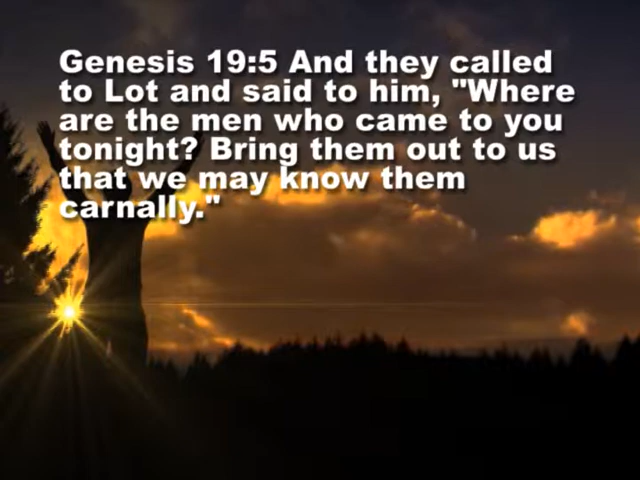 Genesis 19:5 And they called
to Lot and said to him, "Where
are the men who came to you
tonight? Bring them out to us
that we may know them
carnally."